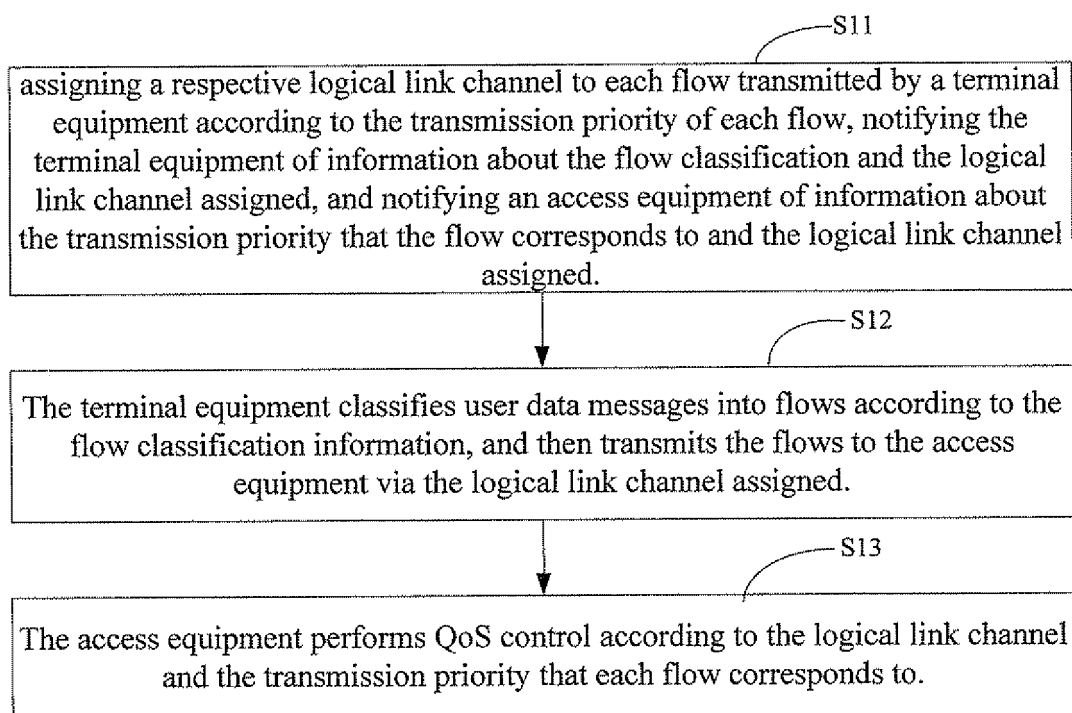 S11
assigning a respective logical link channel to each flow transmitted by a terminal
equipment according to the transmission priority of each flow, notifying the
terminal equipment of information about the flow classification and the logical
link channel assigned, and notifying an access equipment of information about
the transmission priority that the flow corresponds to and the logical link channel
assigned.
S12
The terminal equipment classifies user data messages into flows according to the
flow classification information, and then transmits the flows to the access
equipment via the logical link channel assigned.
S13
The access equipment performs QoS control according to the logical link channel
and the transmission priority that each flow corresponds to.